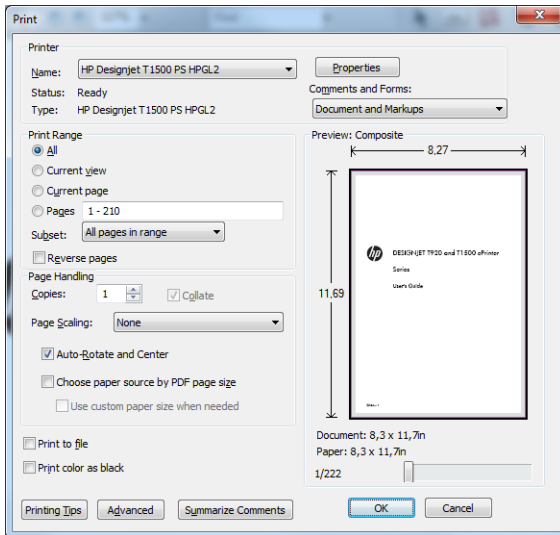 Print
Printer
Name: HP Designjet T1500 PS HPGL2
Properties
Status: Ready
Type: HP Designjet T1500 PS HPGL2
Comments and Forms:
Document and Markups
Print Range
All
Current view
Current page
Pages 1 - 210
Subset: All pages in range
Reverse pages
Page Handling
Copies: 1 Collate
Page Scaling: None
Auto-Rotate and Center
Choose paper source by PDF page size
Use custom paper size when needed
Print to file
Print color as black
Preview: Composite
8,27
11,69
hp
DESIGNJET T920 and T1500 ePrinter
Series
User's Guide
Document: 8,3 x 11,7in
Paper: 8,3 x 11,7in
1/222
Printing Tips
Advanced
Summarize Comments
OK
Cancel